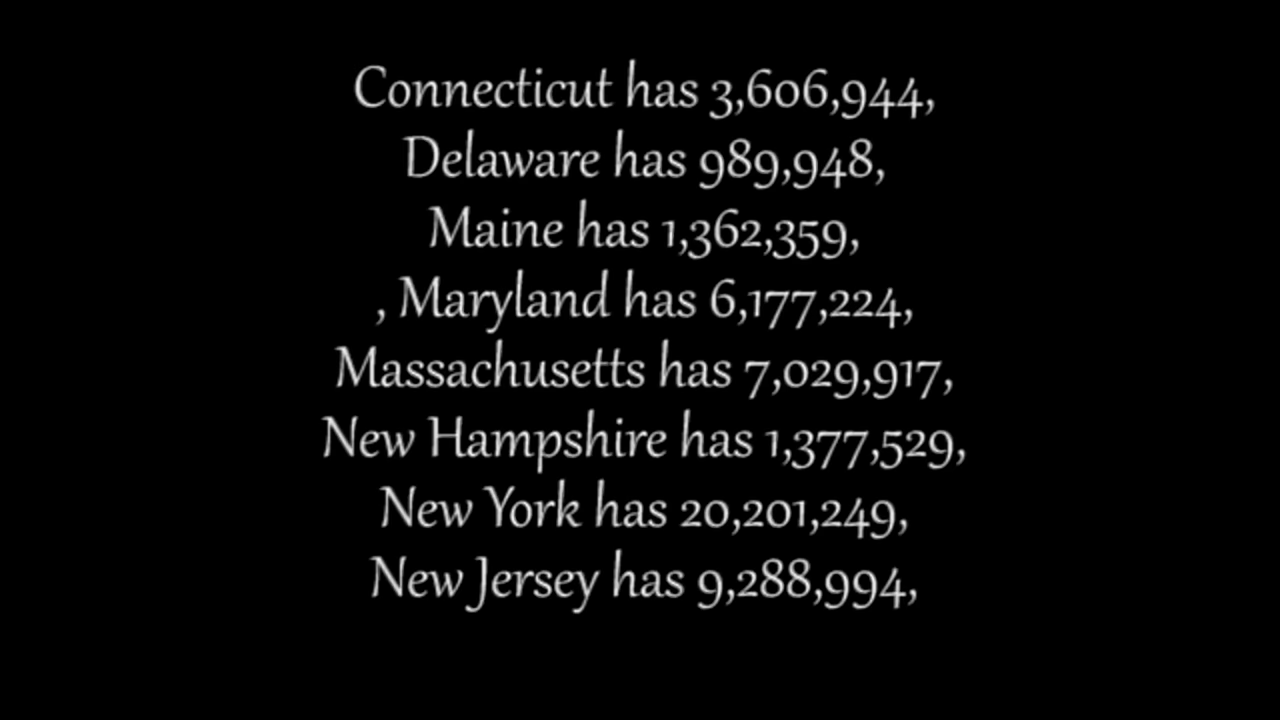 Connecticut has 3,606,944,
Delaware has 989,948,
Maine has 1,362,359,
, Maryland has 6,177,224,
Massachusetts has 7,029,917,
New Hampshire has 1,377,529,
New York has 20,201,249,
New Jersey has 9,288,994,